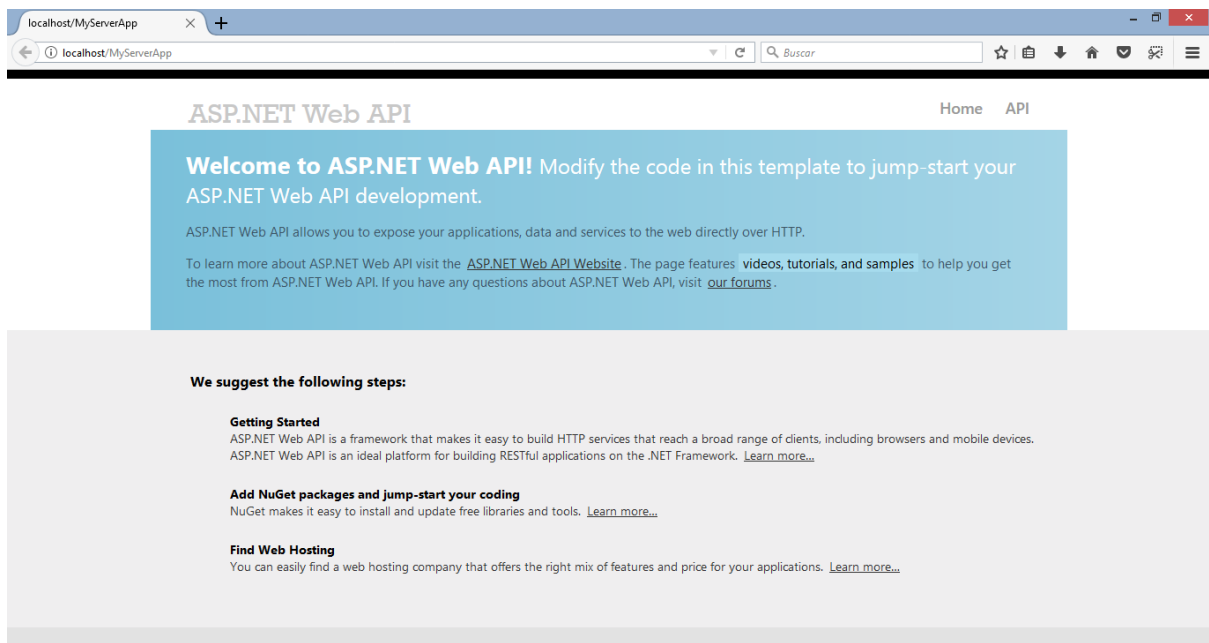 localhost/MyServerApp
localhost/MyServerApp
Buscar
ASP.NET Web API
Home API
Welcome to ASP.NET Web API! Modify the code in this template to jump-start your
ASP.NET Web API development.
ASP.NET Web API allows you to expose your applications, data and services to the web directly over HTTP.
To learn more about ASP.NET Web API visit the ASP.NET Web API Website. The page features videos, tutorials, and samples to help you get
the most from ASP.NET Web API. If you have any questions about ASP.NET Web API, visit our forums.
We suggest the following steps:
Getting Started
ASP.NET Web API is a framework that makes it easy to build HTTP services that reach a broad range of clients, including browsers and mobile devices.
ASP.NET Web API is an ideal platform for building RESTful applications on the .NET Framework. Learn more...
Add NuGet packages and jump-start your coding
NuGet makes it easy to install and update free libraries and tools. Learn more...
Find Web Hosting
You can easily find a web hosting company that offers the right mix of features and price for your applications. Learn more...